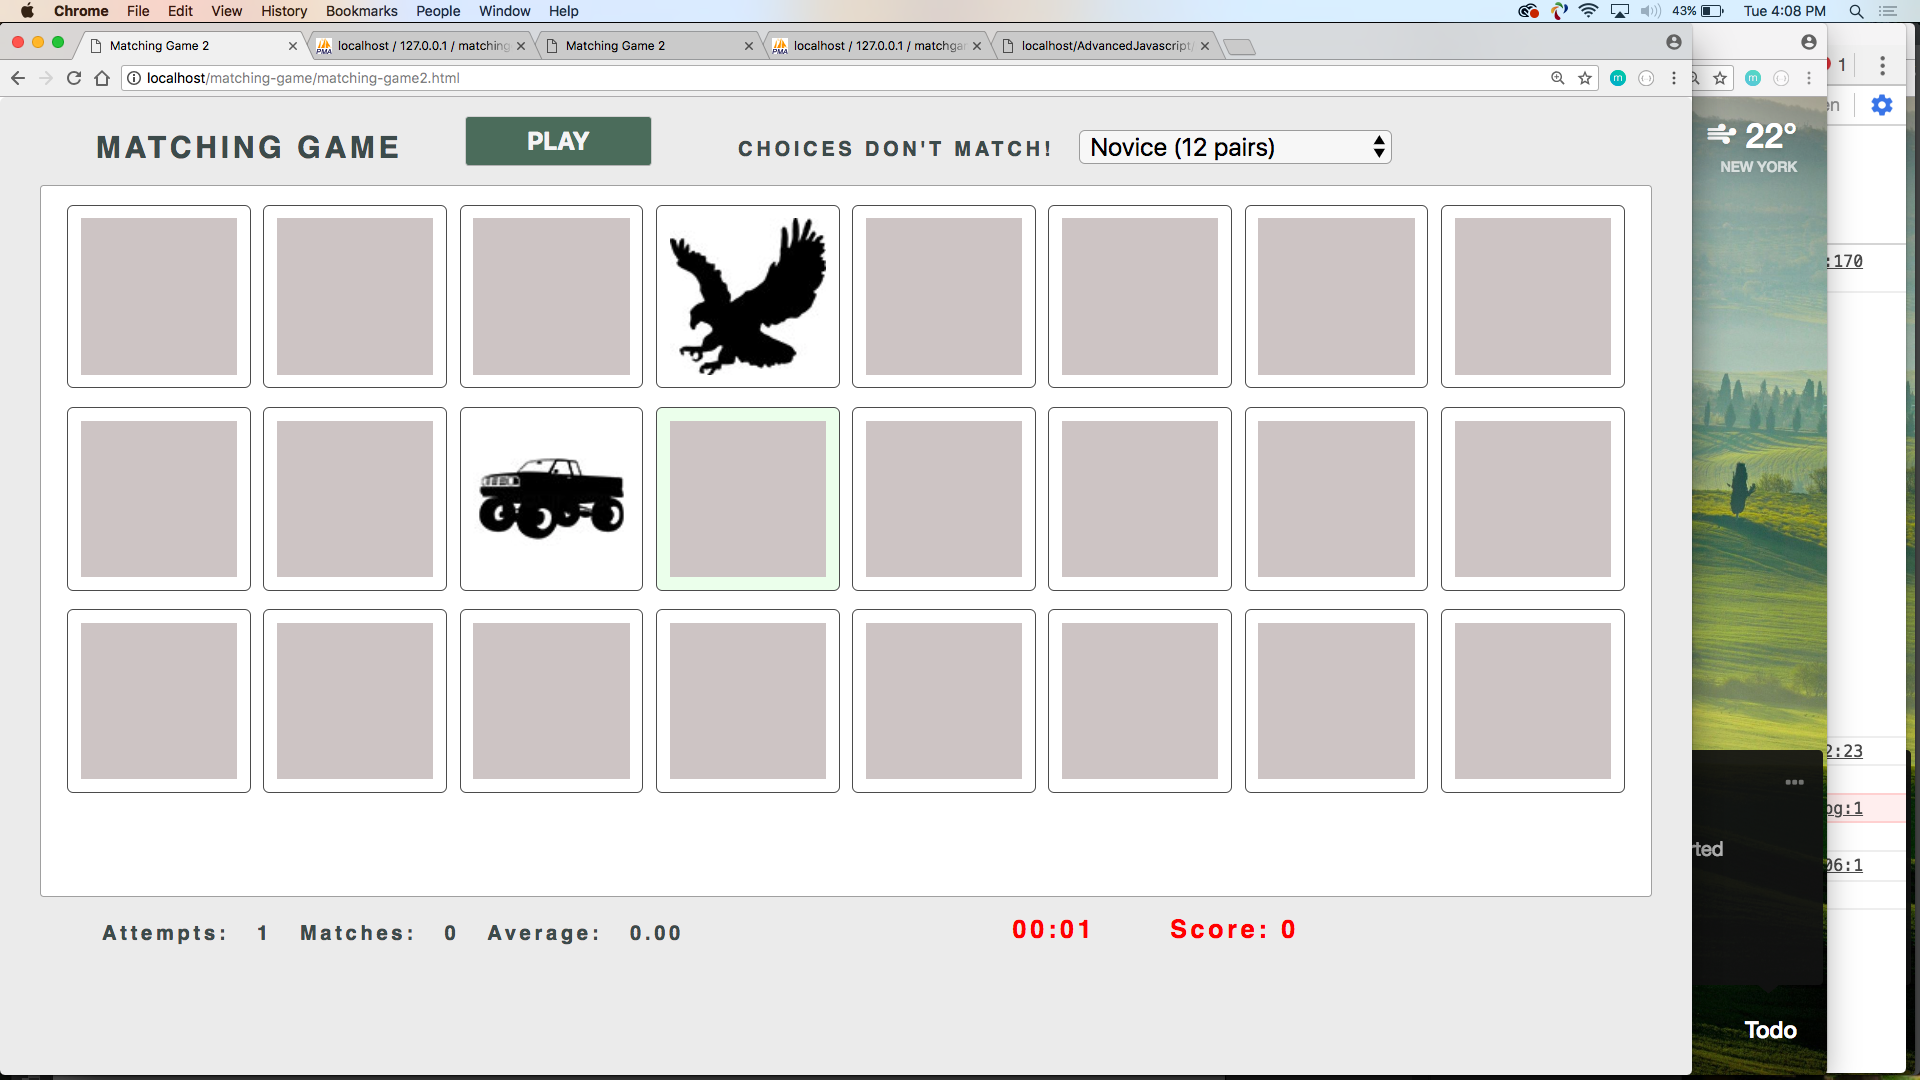 Chrome File Edit View History Bookmarks People Window Help 43% Tue 4:08 PM
Matching Game 2 localhost / 127.0.0.1 / matching Matching Game 2 localhost / 127.0.0.1 / matchga localhost/AdvancedJavascript/
localhost/matching-game/matching-game2.html
1
MATCHING GAME
PLAY
CHOICES DON'T MATCH!
Novice (12 pairs)
22°
NEW YORK
:170
2:23
og:1
rted
06:1
Attempts: 1 Matches: 0 Average: 0.00
00:01 Score: 0
Todo